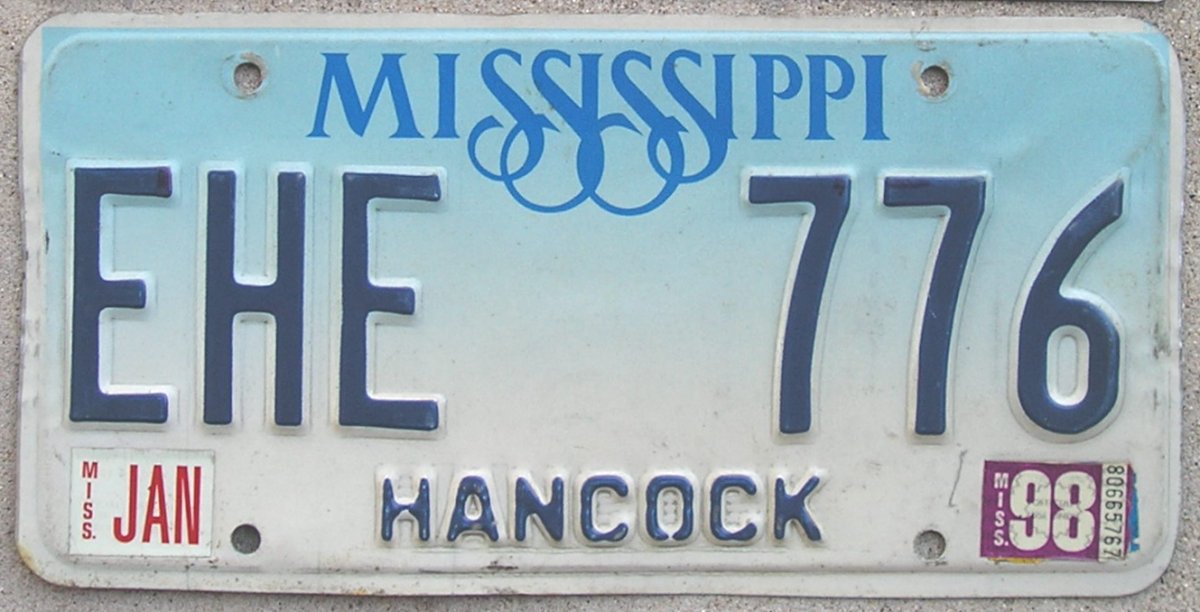 MISSISSIPPI
EHE 776
MISS. JAN
HANCOCK
MISS. 98 80665767